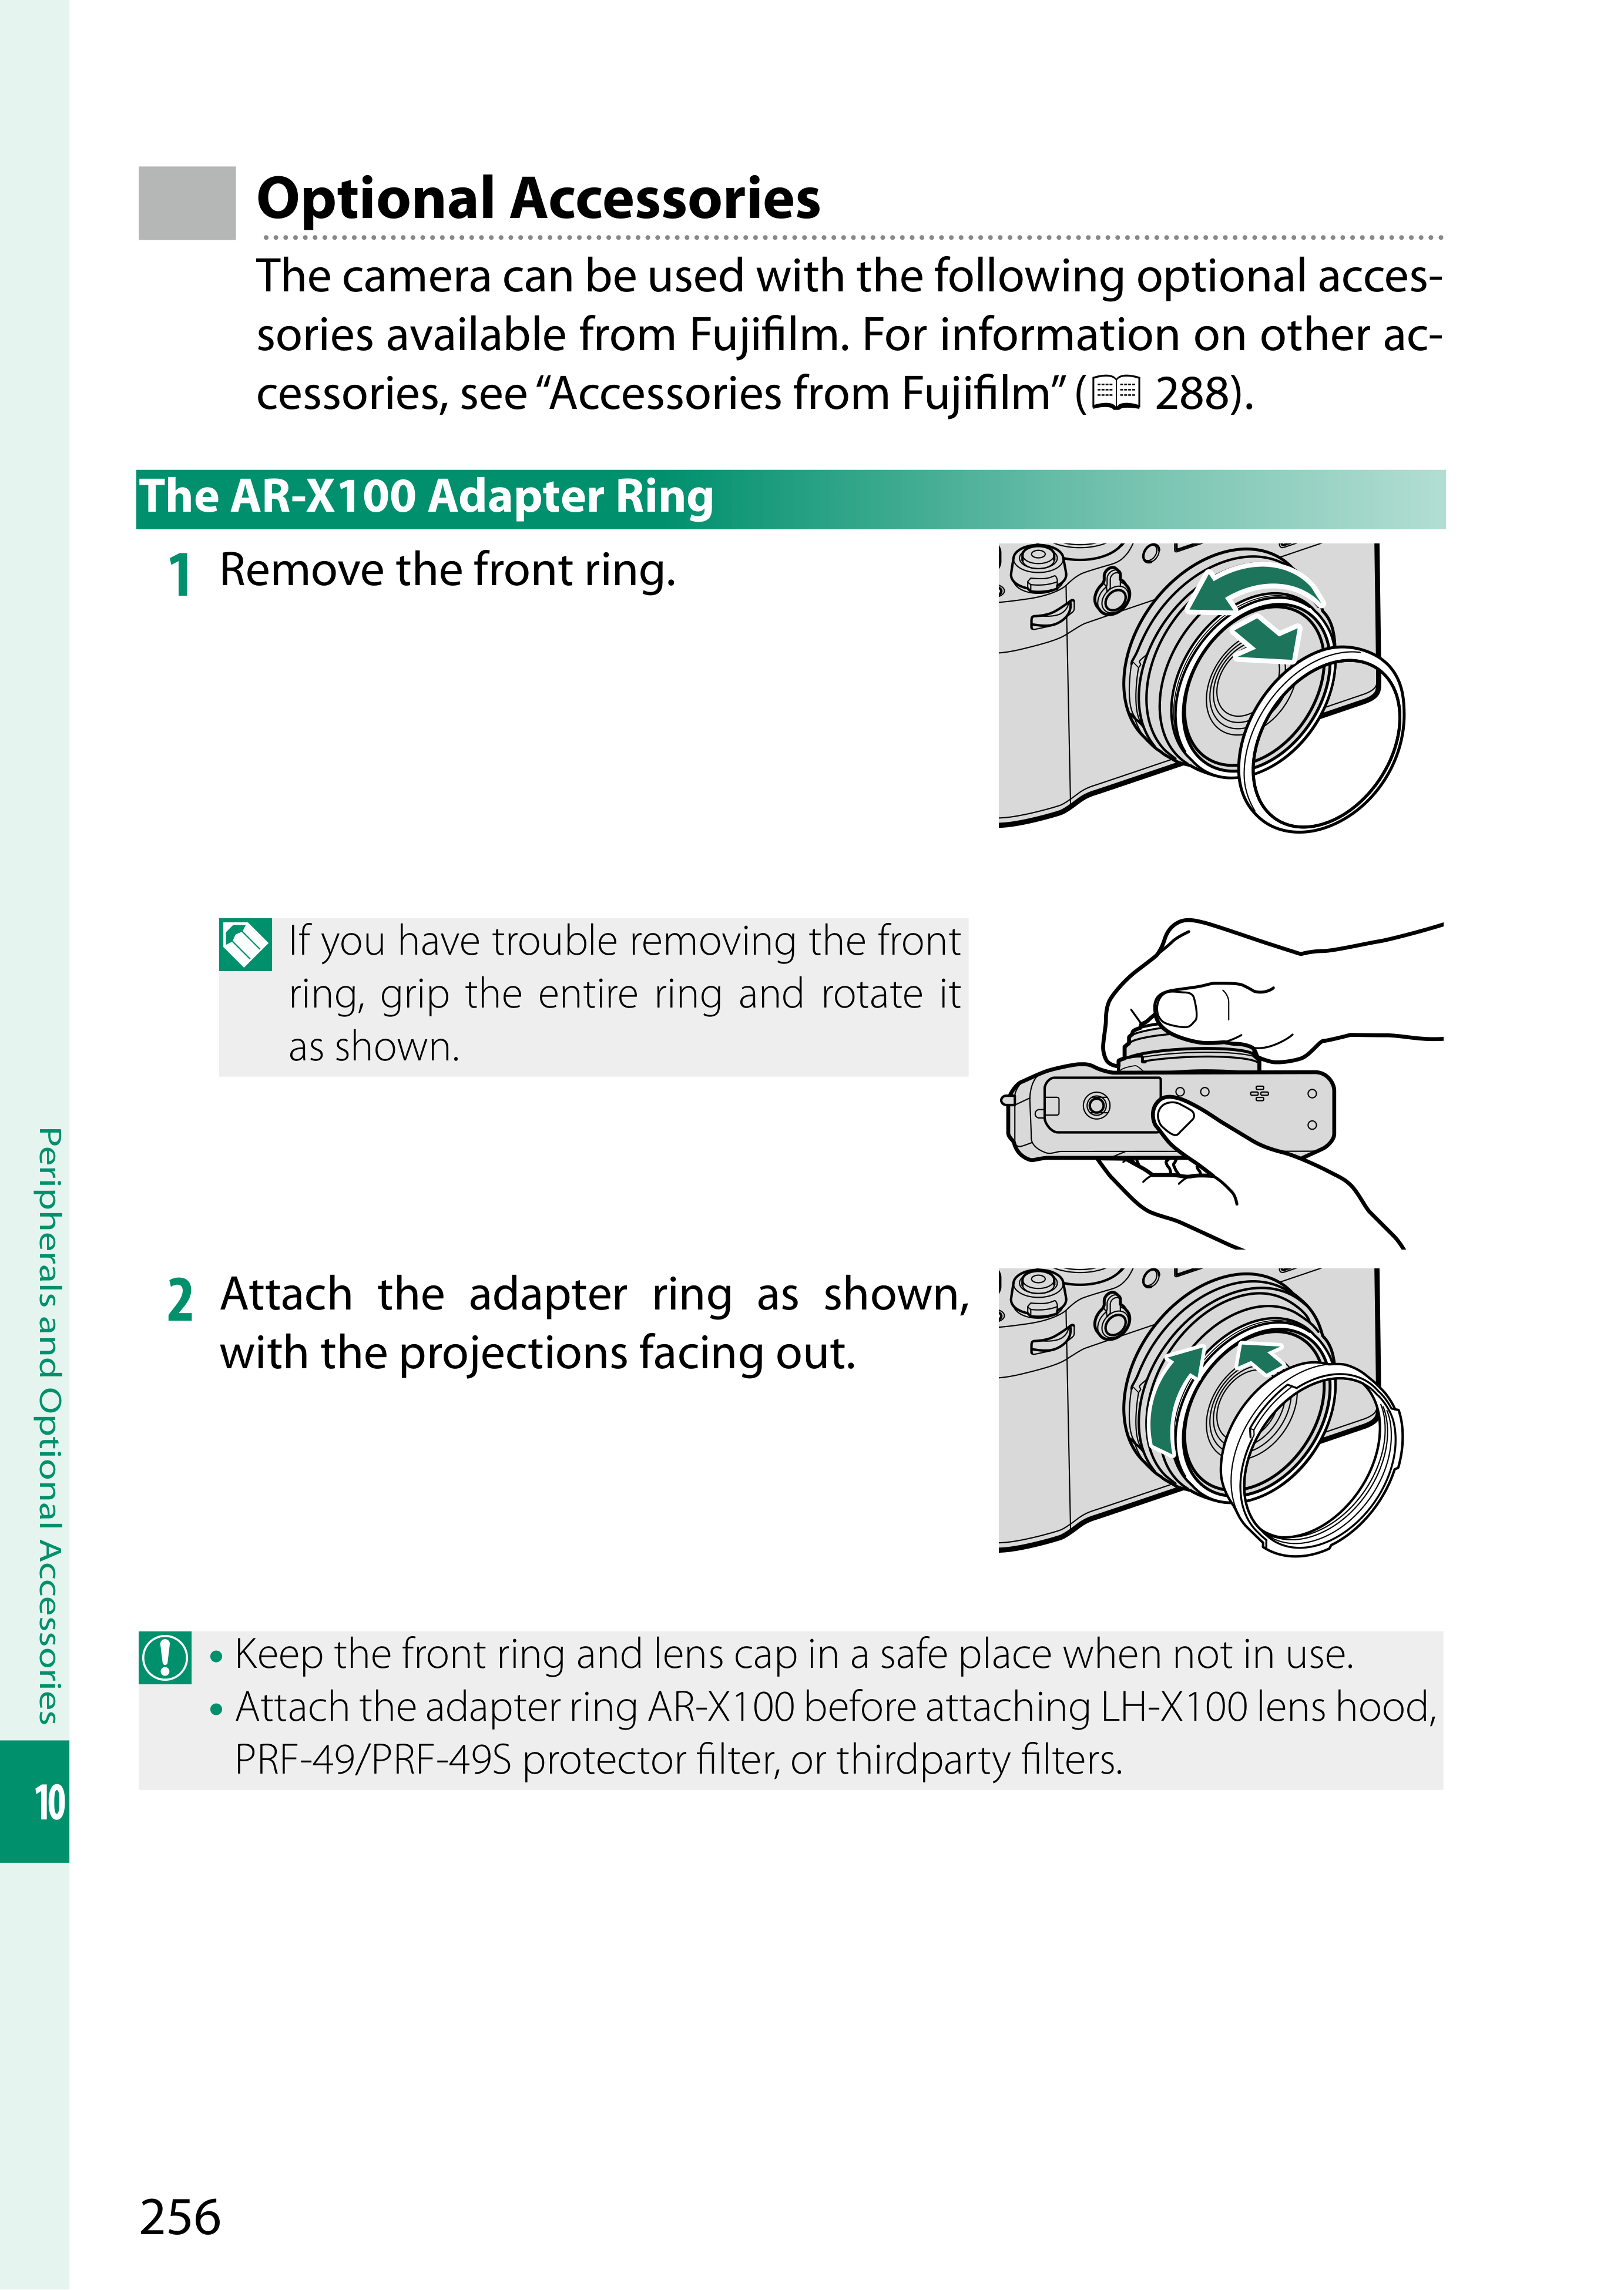 Optional Accessories
The camera can be used with the following optional acces-
sories available from Fujifilm. For information on other ac-
cessories, see “Accessories from Fujifilm” ( 288).
The AR-X100 Adapter Ring
1 Remove the front ring.
If you have trouble removing the front
ring, grip the entire ring and rotate it
as shown.
2 Attach the adapter ring as shown,
with the projections facing out.
• Keep the front ring and lens cap in a safe place when not in use.
• Attach the adapter ring AR-X100 before attaching LH-X100 lens hood,
PRF-49/PRF-49S protector filter, or thirdparty filters.
Peripherals and Optional Accessories
10
256